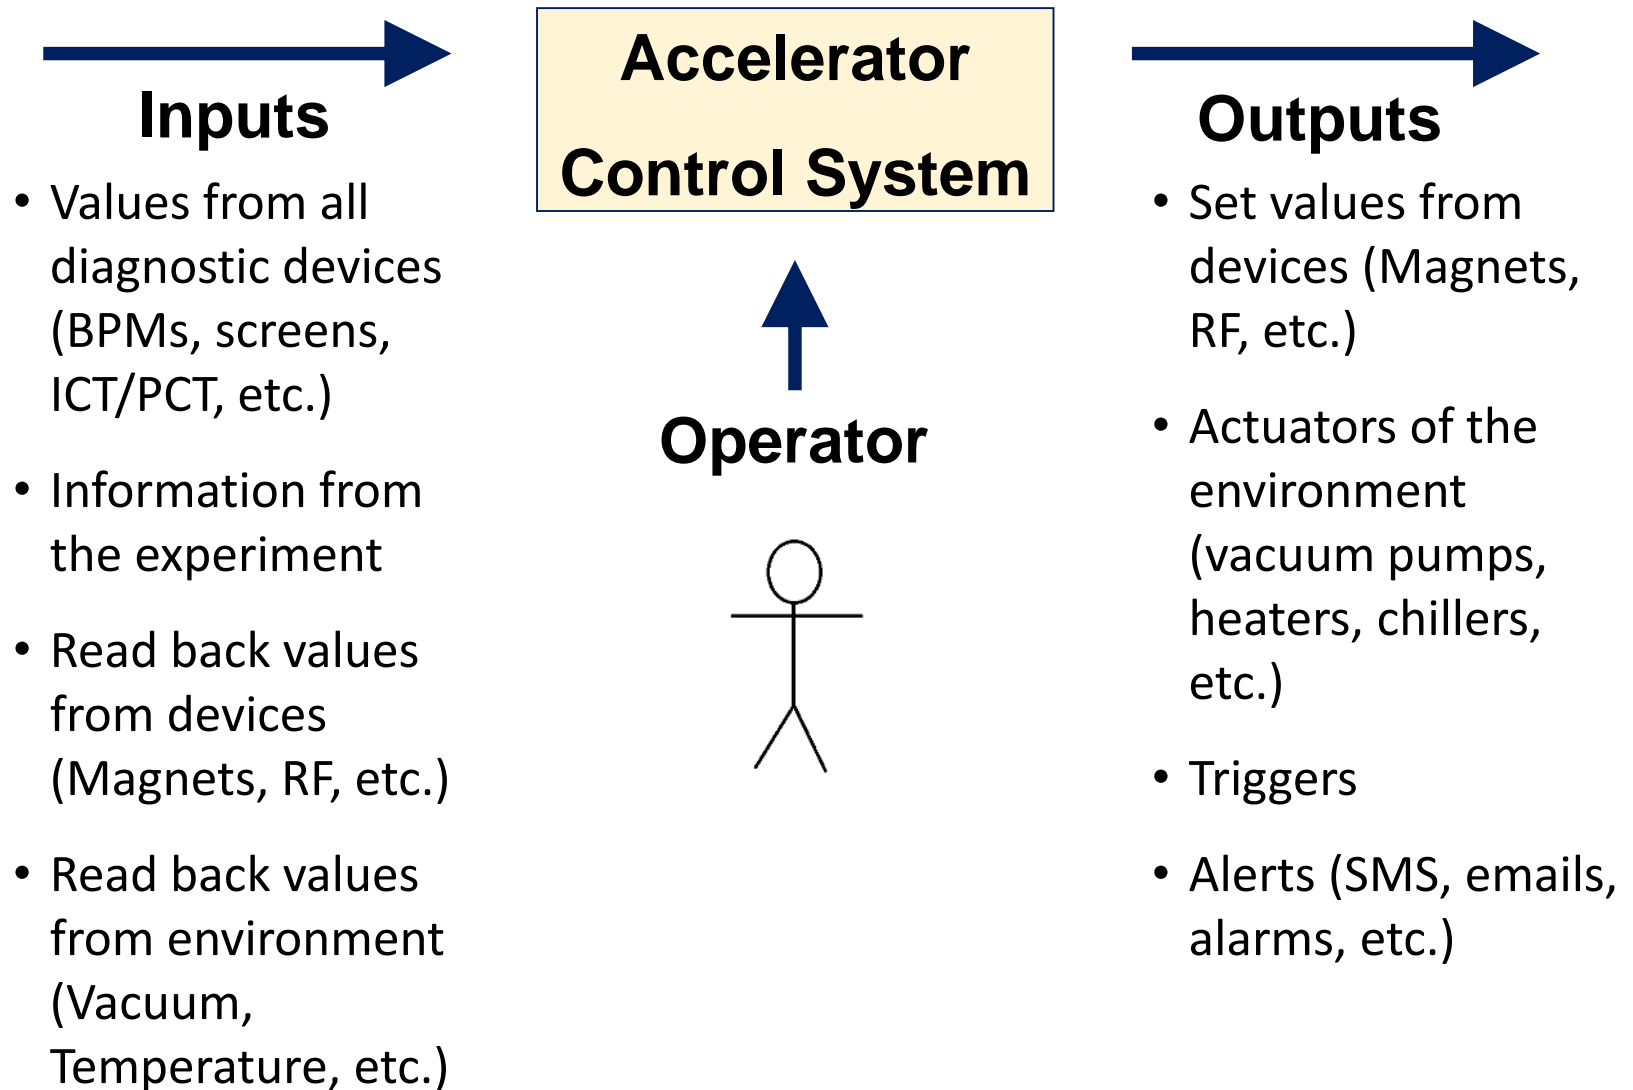 Inputs
• Values from all
diagnostic devices
(BPMs, screens,
ICT/PCT, etc.)
• Information from
the experiment
• Read back values
from devices
(Magnets, RF, etc.)
• Read back values
from environment
(Vacuum,
Temperature, etc.)
Accelerator
Control System
Operator
Outputs
• Set values from
devices (Magnets,
RF, etc.)
• Actuators of the
environment
(vacuum pumps,
heaters, chillers,
etc.)
• Triggers
• Alerts (SMS, emails,
alarms, etc.)